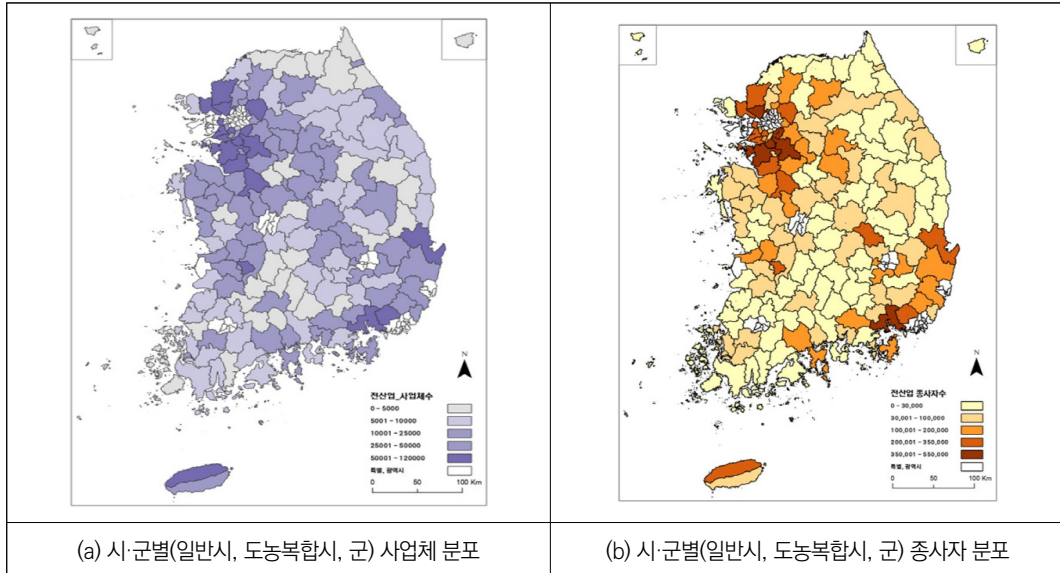 N
전산업_사업체수
0 - 5000
5001 - 10000
10001 - 25000
25001 - 50000
50001 - 120000
특별, 광역시
0 100 Km
N
전산업 종사자수
0 - 30,000
30,001 - 100,000
100,001 - 200,000
200,001 - 350,000
350,001 - 550,000
특별, 광역시
0 100 Km
(a) 시·군별(일반시, 도농복합시, 군) 사업체 분포
(b) 시·군별(일반시, 도농복합시, 군) 종사자 분포